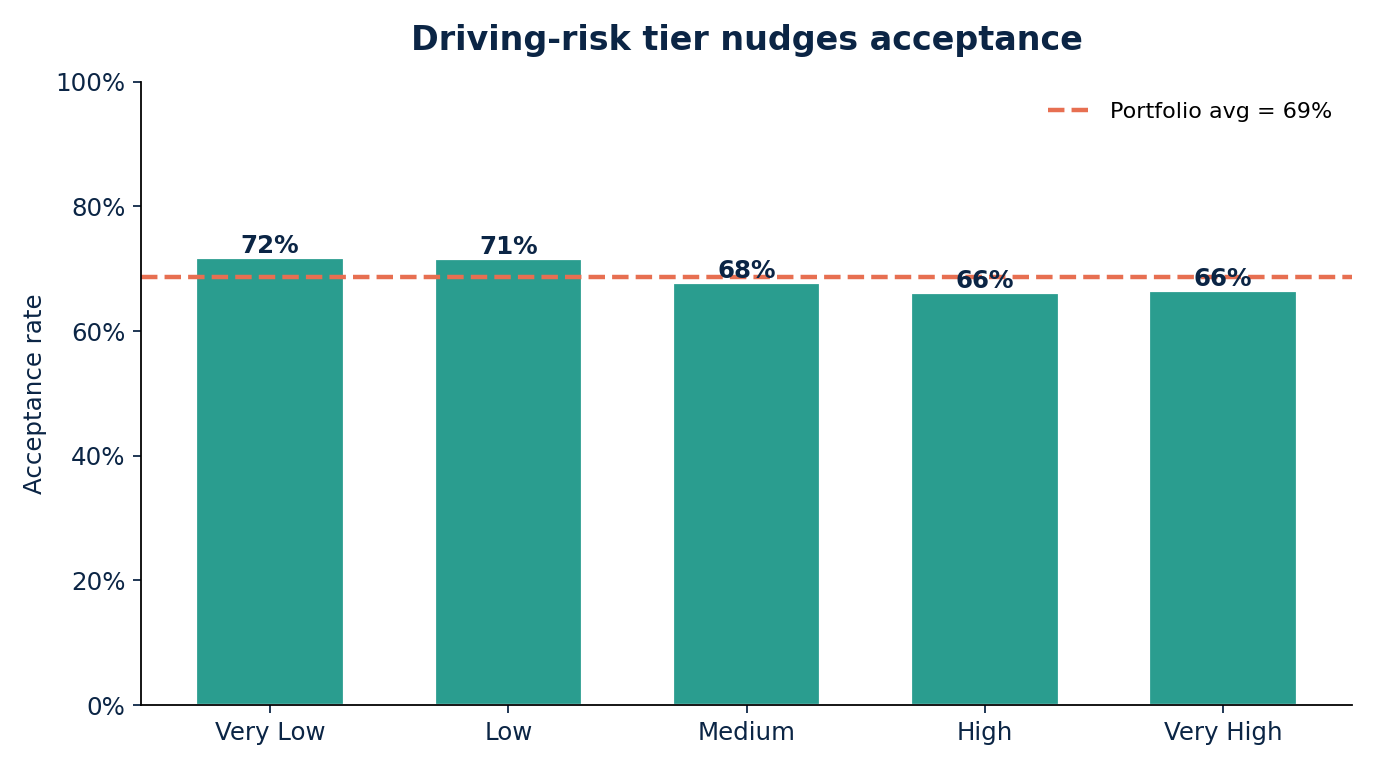 Driving-risk tier nudges acceptance
Portfolio avg = 69%
Acceptance rate
100%
80%
60%
40%
20%
0%
72%
71%
68%
66%
66%
Very Low
Low
Medium
High
Very High